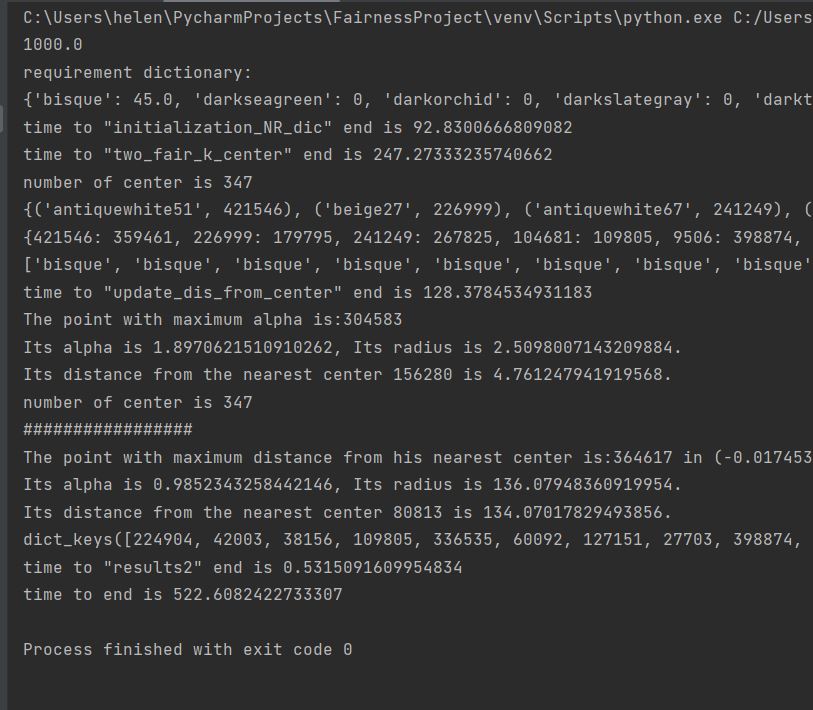 C:\Users\helen\PycharmProjects\FairnessProject\venv\Scripts\python.exe C:/Users
1000.0
requirement dictionary:
{'bisque': 45.0, 'darkseagreen': 0, 'darkorchid': 0, 'darkslategray': 0, 'darkt
time to "initialization_NR_dic" end is 92.8300666809082
time to "two_fair_k_center" end is 247.27333235740662
number of center is 347
{('antiquewhite51', 421546), ('beige27', 226999), ('antiquewhite67', 241249), (
{421546: 359461, 226999: 179795, 241249: 267825, 104681: 109805, 9506: 398874,
['bisque', 'bisque', 'bisque', 'bisque', 'bisque', 'bisque', 'bisque', 'bisque'
time to "update_dis_from_center" end is 128.3784534931183
The point with maximum alpha is:304583
Its alpha is 1.8970621510910262, Its radius is 2.5098007143209884.
Its distance from the nearest center 156280 is 4.761247941919568.
number of center is 347
#################
The point with maximum distance from his nearest center is:364617 in (-0.017453
Its alpha is 0.9852343258442146, Its radius is 136.07948360919954.
Its distance from the nearest center 80813 is 134.07017829493856.
dict_keys([224904, 42003, 38156, 109805, 336535, 60092, 127151, 27703, 398874,
time to "results2" end is 0.5315091609954834
time to end is 522.6082422733307
Process finished with exit code 0